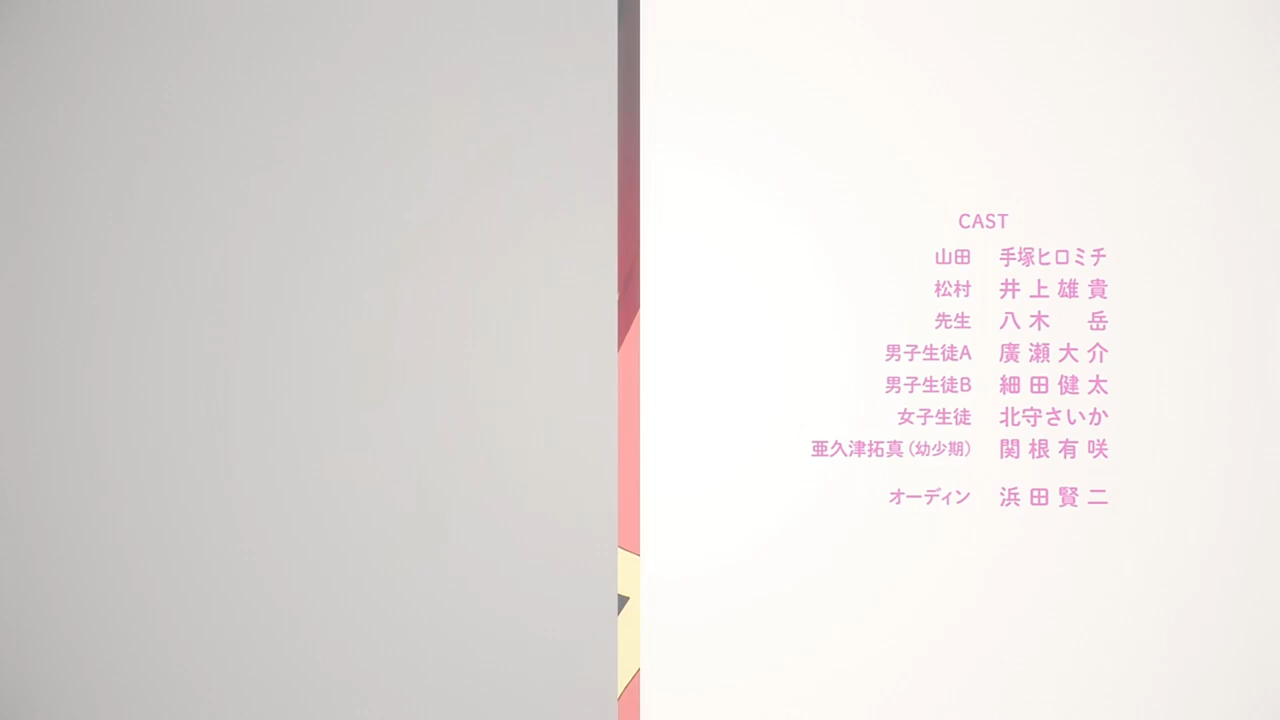 CAST
山田 手塚ヒロミチ
松村 井上雄貴
先生 八木 岳
男子生徒A 廣瀬大介
男子生徒B 細田健太
女子生徒 北守さいか
亜久津拓真(幼少期) 関根有咲
オーディン 浜田賢二